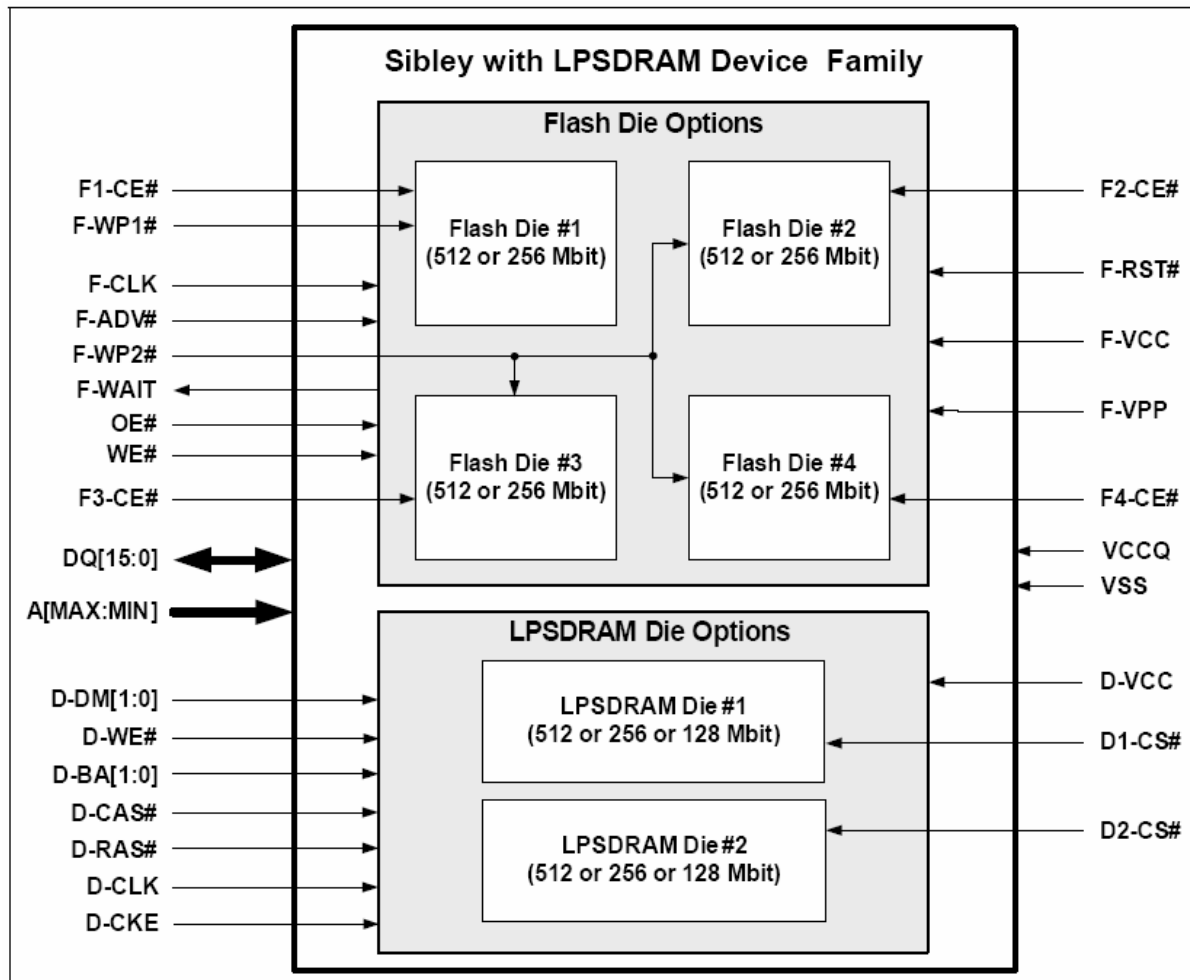 Sibley with LPSDRAM Device Family
Flash Die Options
F1-CE#
F-WP1#
F-CLK
F-ADV#
F-WP2#
F-WAIT
OE#
WE#
F3-CE#
DQ[15:0]
A[MAX:MIN]
Flash Die #1
(512 or 256 Mbit)
Flash Die #2
(512 or 256 Mbit)
Flash Die #3
(512 or 256 Mbit)
Flash Die #4
(512 or 256 Mbit)
F2-CE#
F-RST#
F-VCC
F-VPP
F4-CE#
VCCQ
VSS
LPSDRAM Die Options
D-DM[1:0]
D-WE#
D-BA[1:0]
D-CAS#
D-RAS#
D-CLK
D-CKE
LPSDRAM Die #1
(512 or 256 or 128 Mbit)
LPSDRAM Die #2
(512 or 256 or 128 Mbit)
D-VCC
D1-CS#
D2-CS#